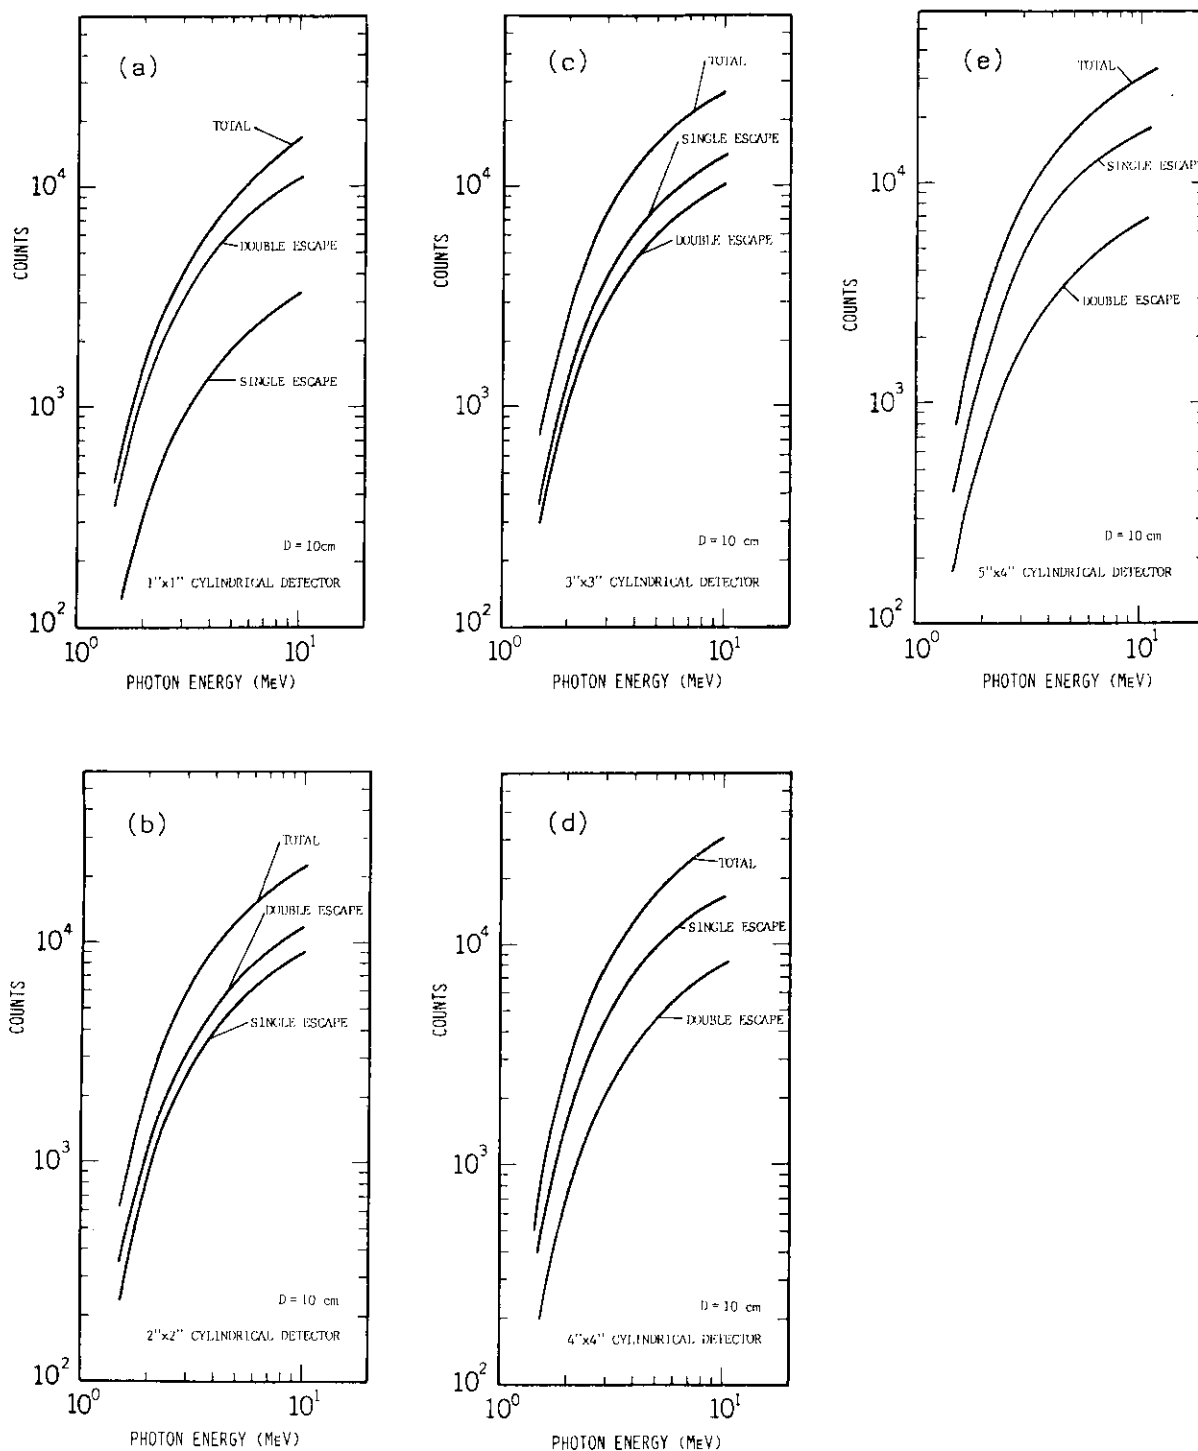 (a)
TOTAL
10⁴
DOUBLE ESCAPE
COUNTS
SINGLE ESCAPE
10³
D = 10cm
1"x1" CYLINDRICAL DETECTOR
10²
10⁰
10¹
PHOTON ENERGY (MeV)
(c)
TOTAL
SINGLE ESCAPE
10⁴
DOUBLE ESCAPE
COUNTS
10³
D = 10 cm
3"x3" CYLINDRICAL DETECTOR
10²
10⁰
10¹
PHOTON ENERGY (MeV)
(e)
TOTAL
SINGLE ESCAPE
10⁴
DOUBLE ESCAPE
COUNTS
10³
D = 10 cm
5"x4" CYLINDRICAL DETECTOR
10²
10⁰
10¹
PHOTON ENERGY (MeV)
(b)
TOTAL
DOUBLE ESCAPE
10⁴
COUNTS
SINGLE ESCAPE
10³
D = 10 cm
2"x2" CYLINDRICAL DETECTOR
10²
10⁰
10¹
PHOTON ENERGY (MeV)
(d)
TOTAL
SINGLE ESCAPE
10⁴
DOUBLE ESCAPE
COUNTS
10³
D = 10 cm
4"x4" CYLINDRICAL DETECTOR
10²
10⁰
10¹
PHOTON ENERGY (MeV)